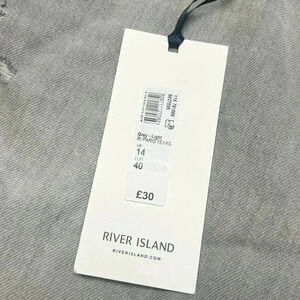 Grey - Light
RI PARIS TEXAS
UK
14
EUR
40
£30
RIVER ISLAND
RIVERISLAND.COM